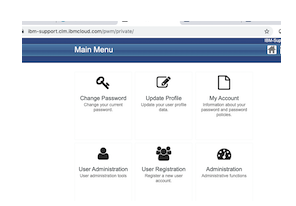 ibm-support.clm.ibmcloud.com/pwm/private/
IBM-Sup
Main Menu
Change Password
Change your current
password.
Update Profile
Update your user profile
data.
My Account
Information about your
password and password
policies.
User Administration
User administration tools
User Registration
Register a new user
account.
Administration
Administrative functions